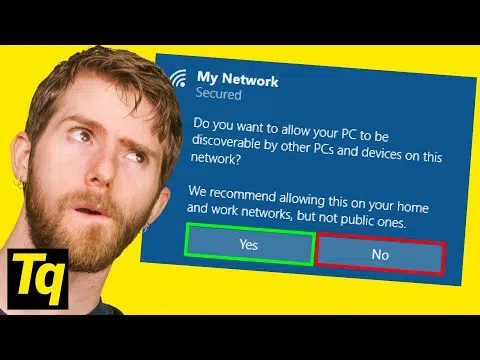 My Network
Secured
Do you want to allow your PC to be
discoverable by other PCs and devices on this
network?
We recommend allowing this on your home
and work networks, but not public ones.
Yes
No
Tq